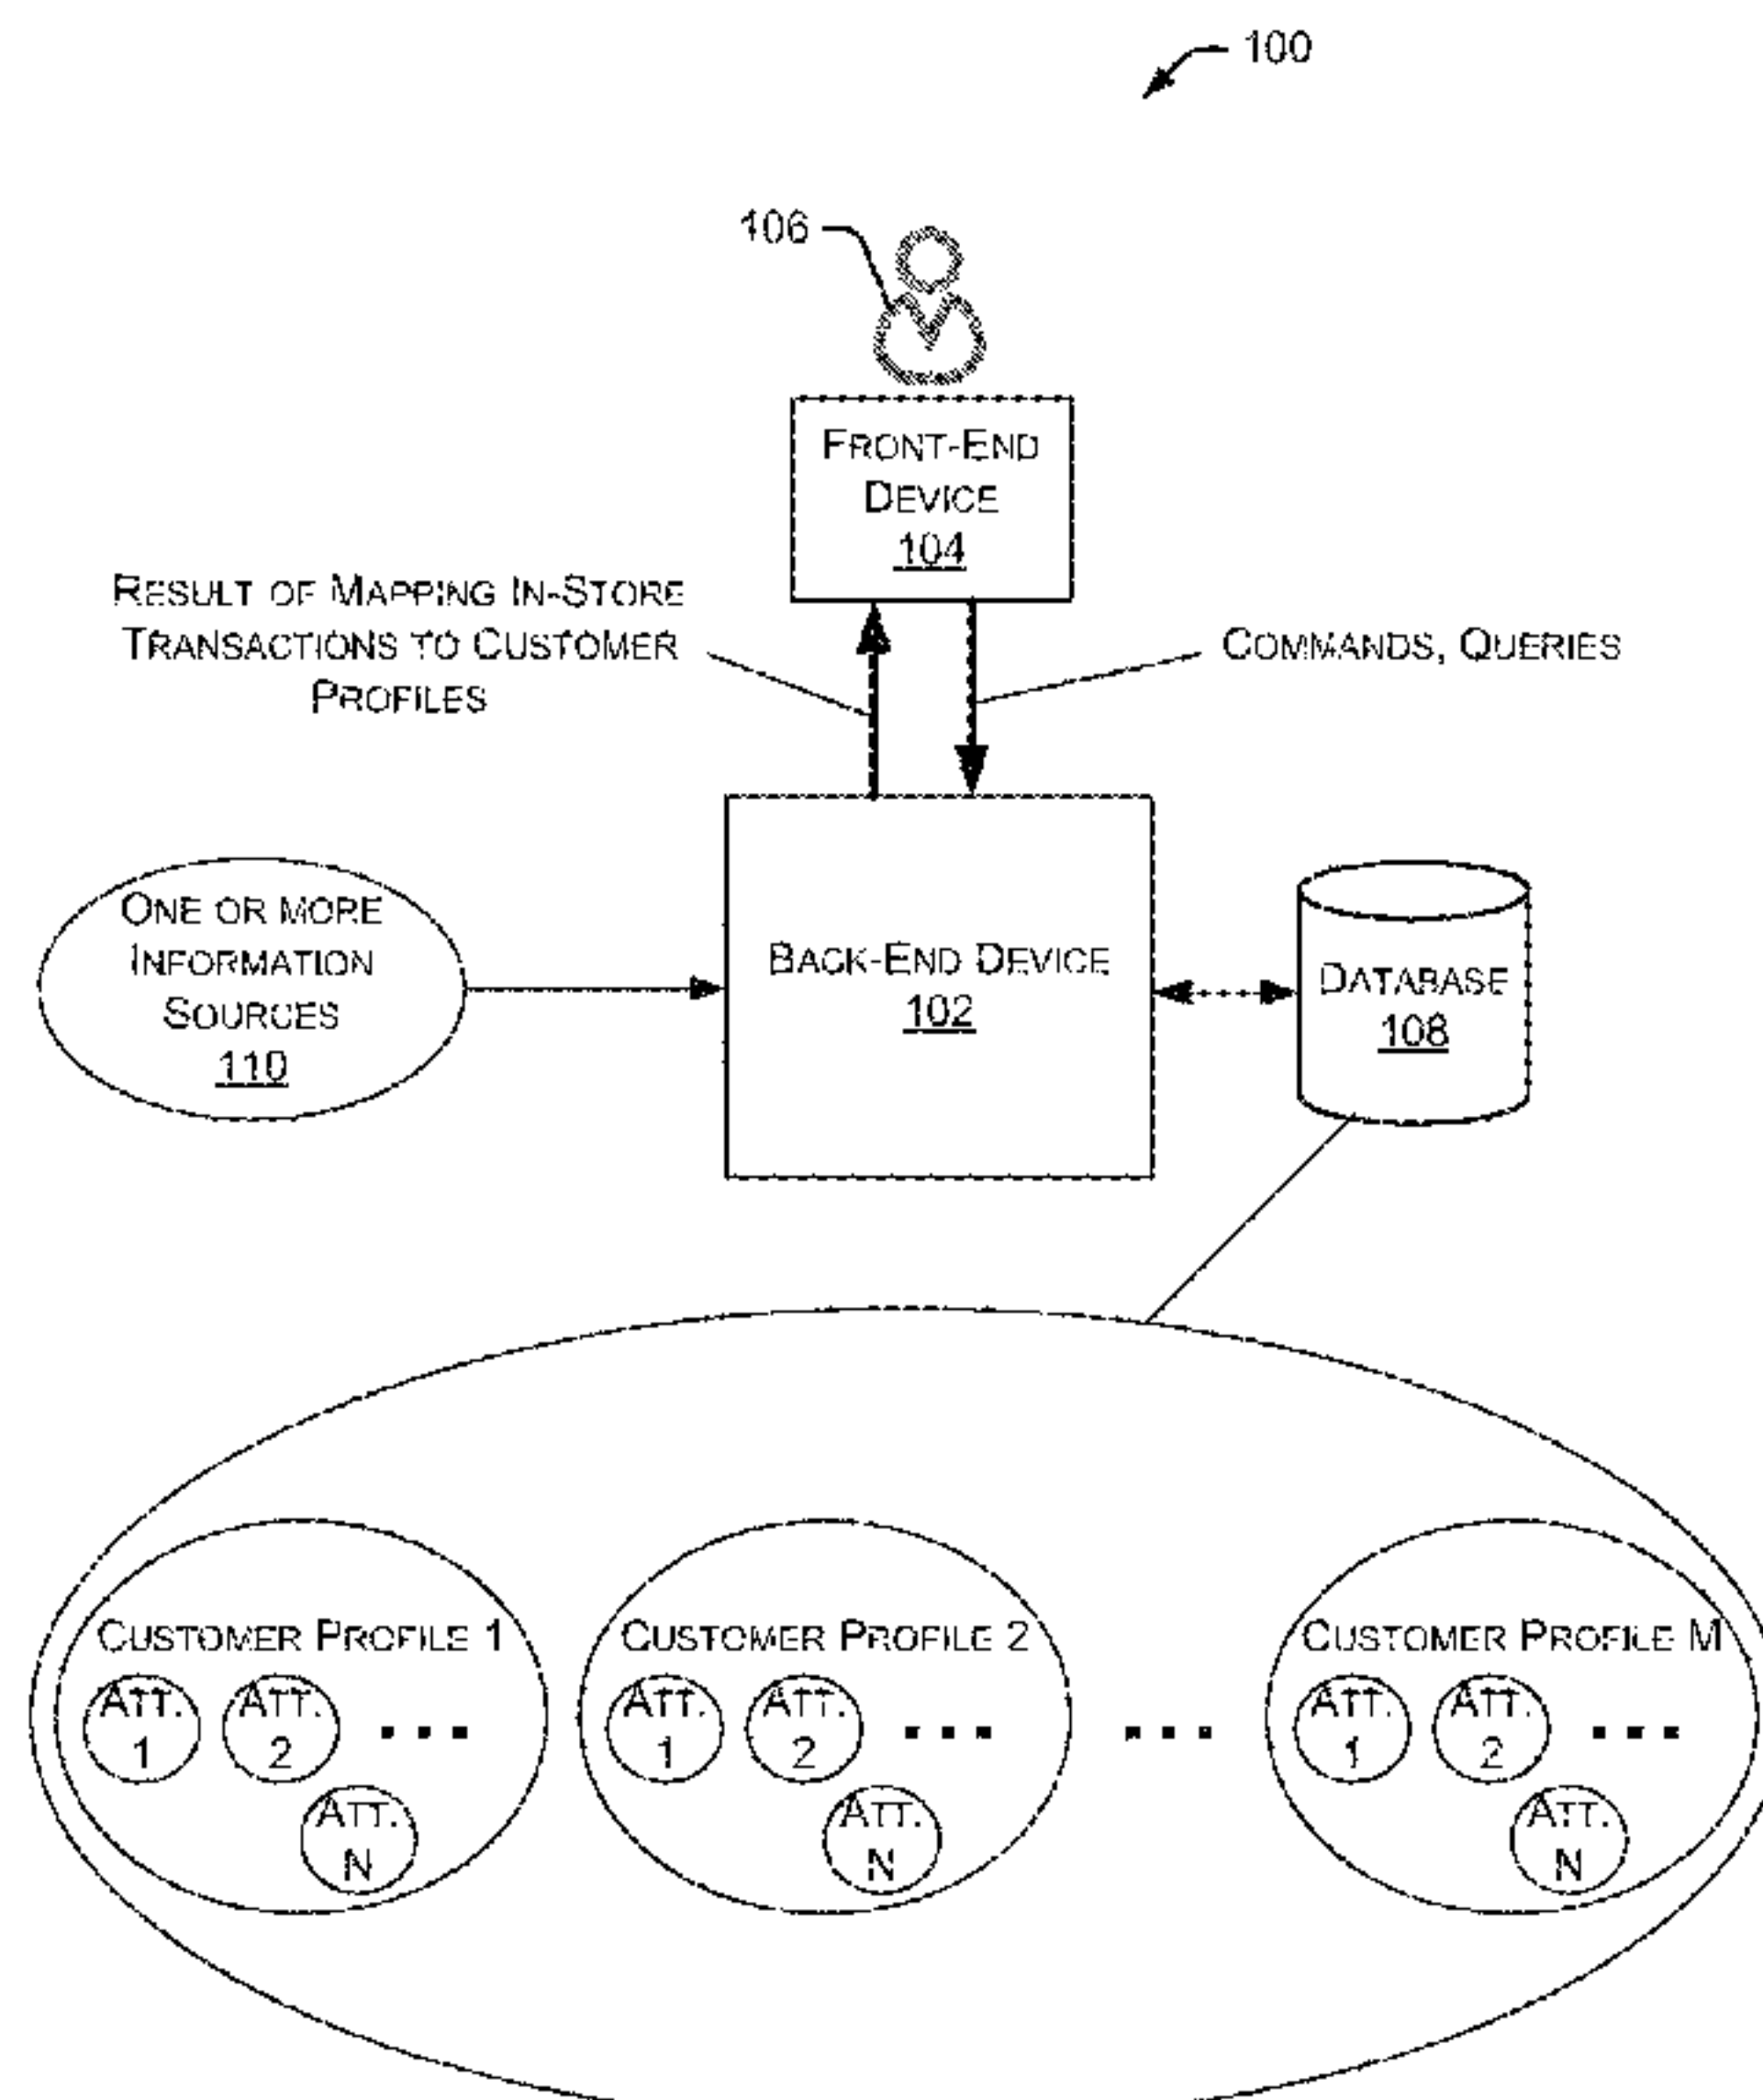 100
106
FRONT-END
DEVICE
104
RESULT OF MAPPING IN-STORE
TRANSACTIONS TO CUSTOMER
PROFILES
COMMANDS, QUERIES
ONE OR MORE
INFORMATION
SOURCES
110
BACK-END DEVICE
102
DATABASE
108
CUSTOMER PROFILE 1
ATT.
1
ATT.
2
...
ATT.
N
CUSTOMER PROFILE 2
ATT.
1
ATT.
2
...
ATT.
N
...
CUSTOMER PROFILE M
ATT.
1
ATT.
2
...
ATT.
N